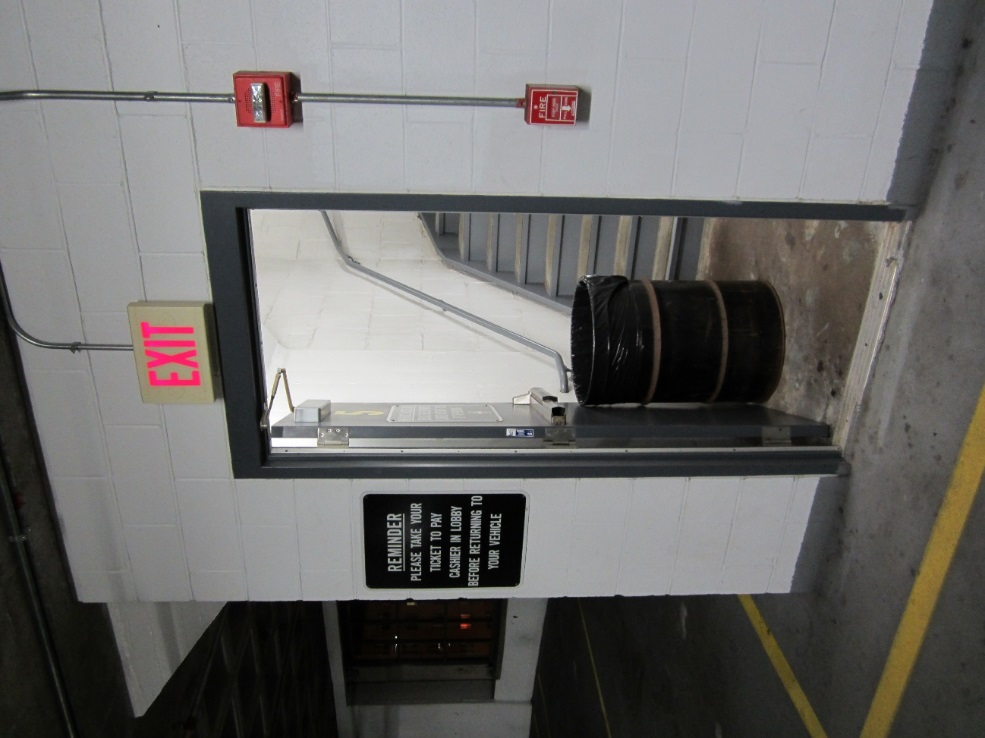 EXIT
FIRE
REMINDER
PLEASE TAKE YOUR
TICKET TO PAY
CASHIER IN LOBBY
BEFORE RETURNING TO
YOUR VEHICLE